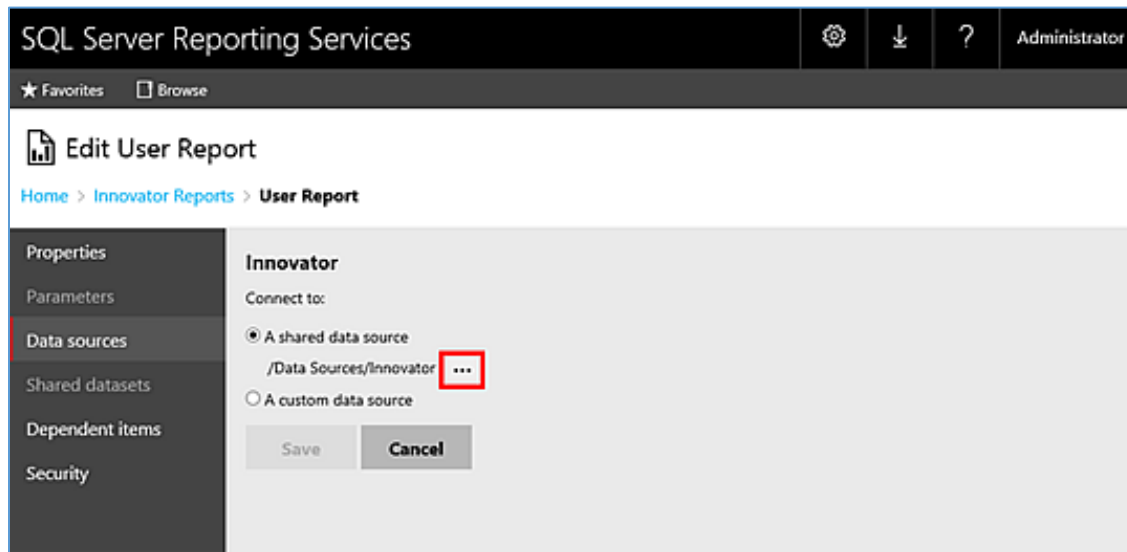 SQL Server Reporting Services
? Administrator
★ Favorites Browse
Edit User Report
Home > Innovator Reports > User Report
Properties
Parameters
Data sources
Shared datasets
Dependent items
Security
Innovator
Connect to:
A shared data source
/Data Sources/Innovator ...
A custom data source
Save Cancel